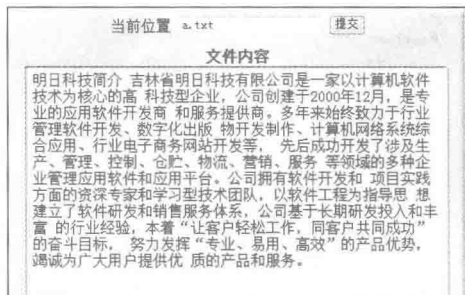 当前位置 a.txt 提交
文件内容
明日科技简介 吉林省明日科技有限公司是一家以计算机软件
技术为核心的高 科技型企业，公司创建于2000年12月，是专
业的应用软件开发商 和服务提供商。多年来始终致力于行业
管理软件开发、数字化出版 物开发制作、计算机网络系统综
合应用、行业电子商务网站开发等， 先后成功开发了涉及生
产、管理、控制、仓贮、物流、营销、服务 等领域的多种企
业管理应用软件和应用平台。公司拥有软件开发和 项目实践
方面的资深专家和学习型技术团队，以软件工程为指导思 想
建立了软件研发和销售服务体系，公司基于长期研发投入和丰
富 的行业经验，本着“让客户轻松工作，同客户共同成功”
的奋斗目标， 努力发挥“专业、易用、高效”的产品优势，
竭诚为广大用户提供优 质的产品和服务。